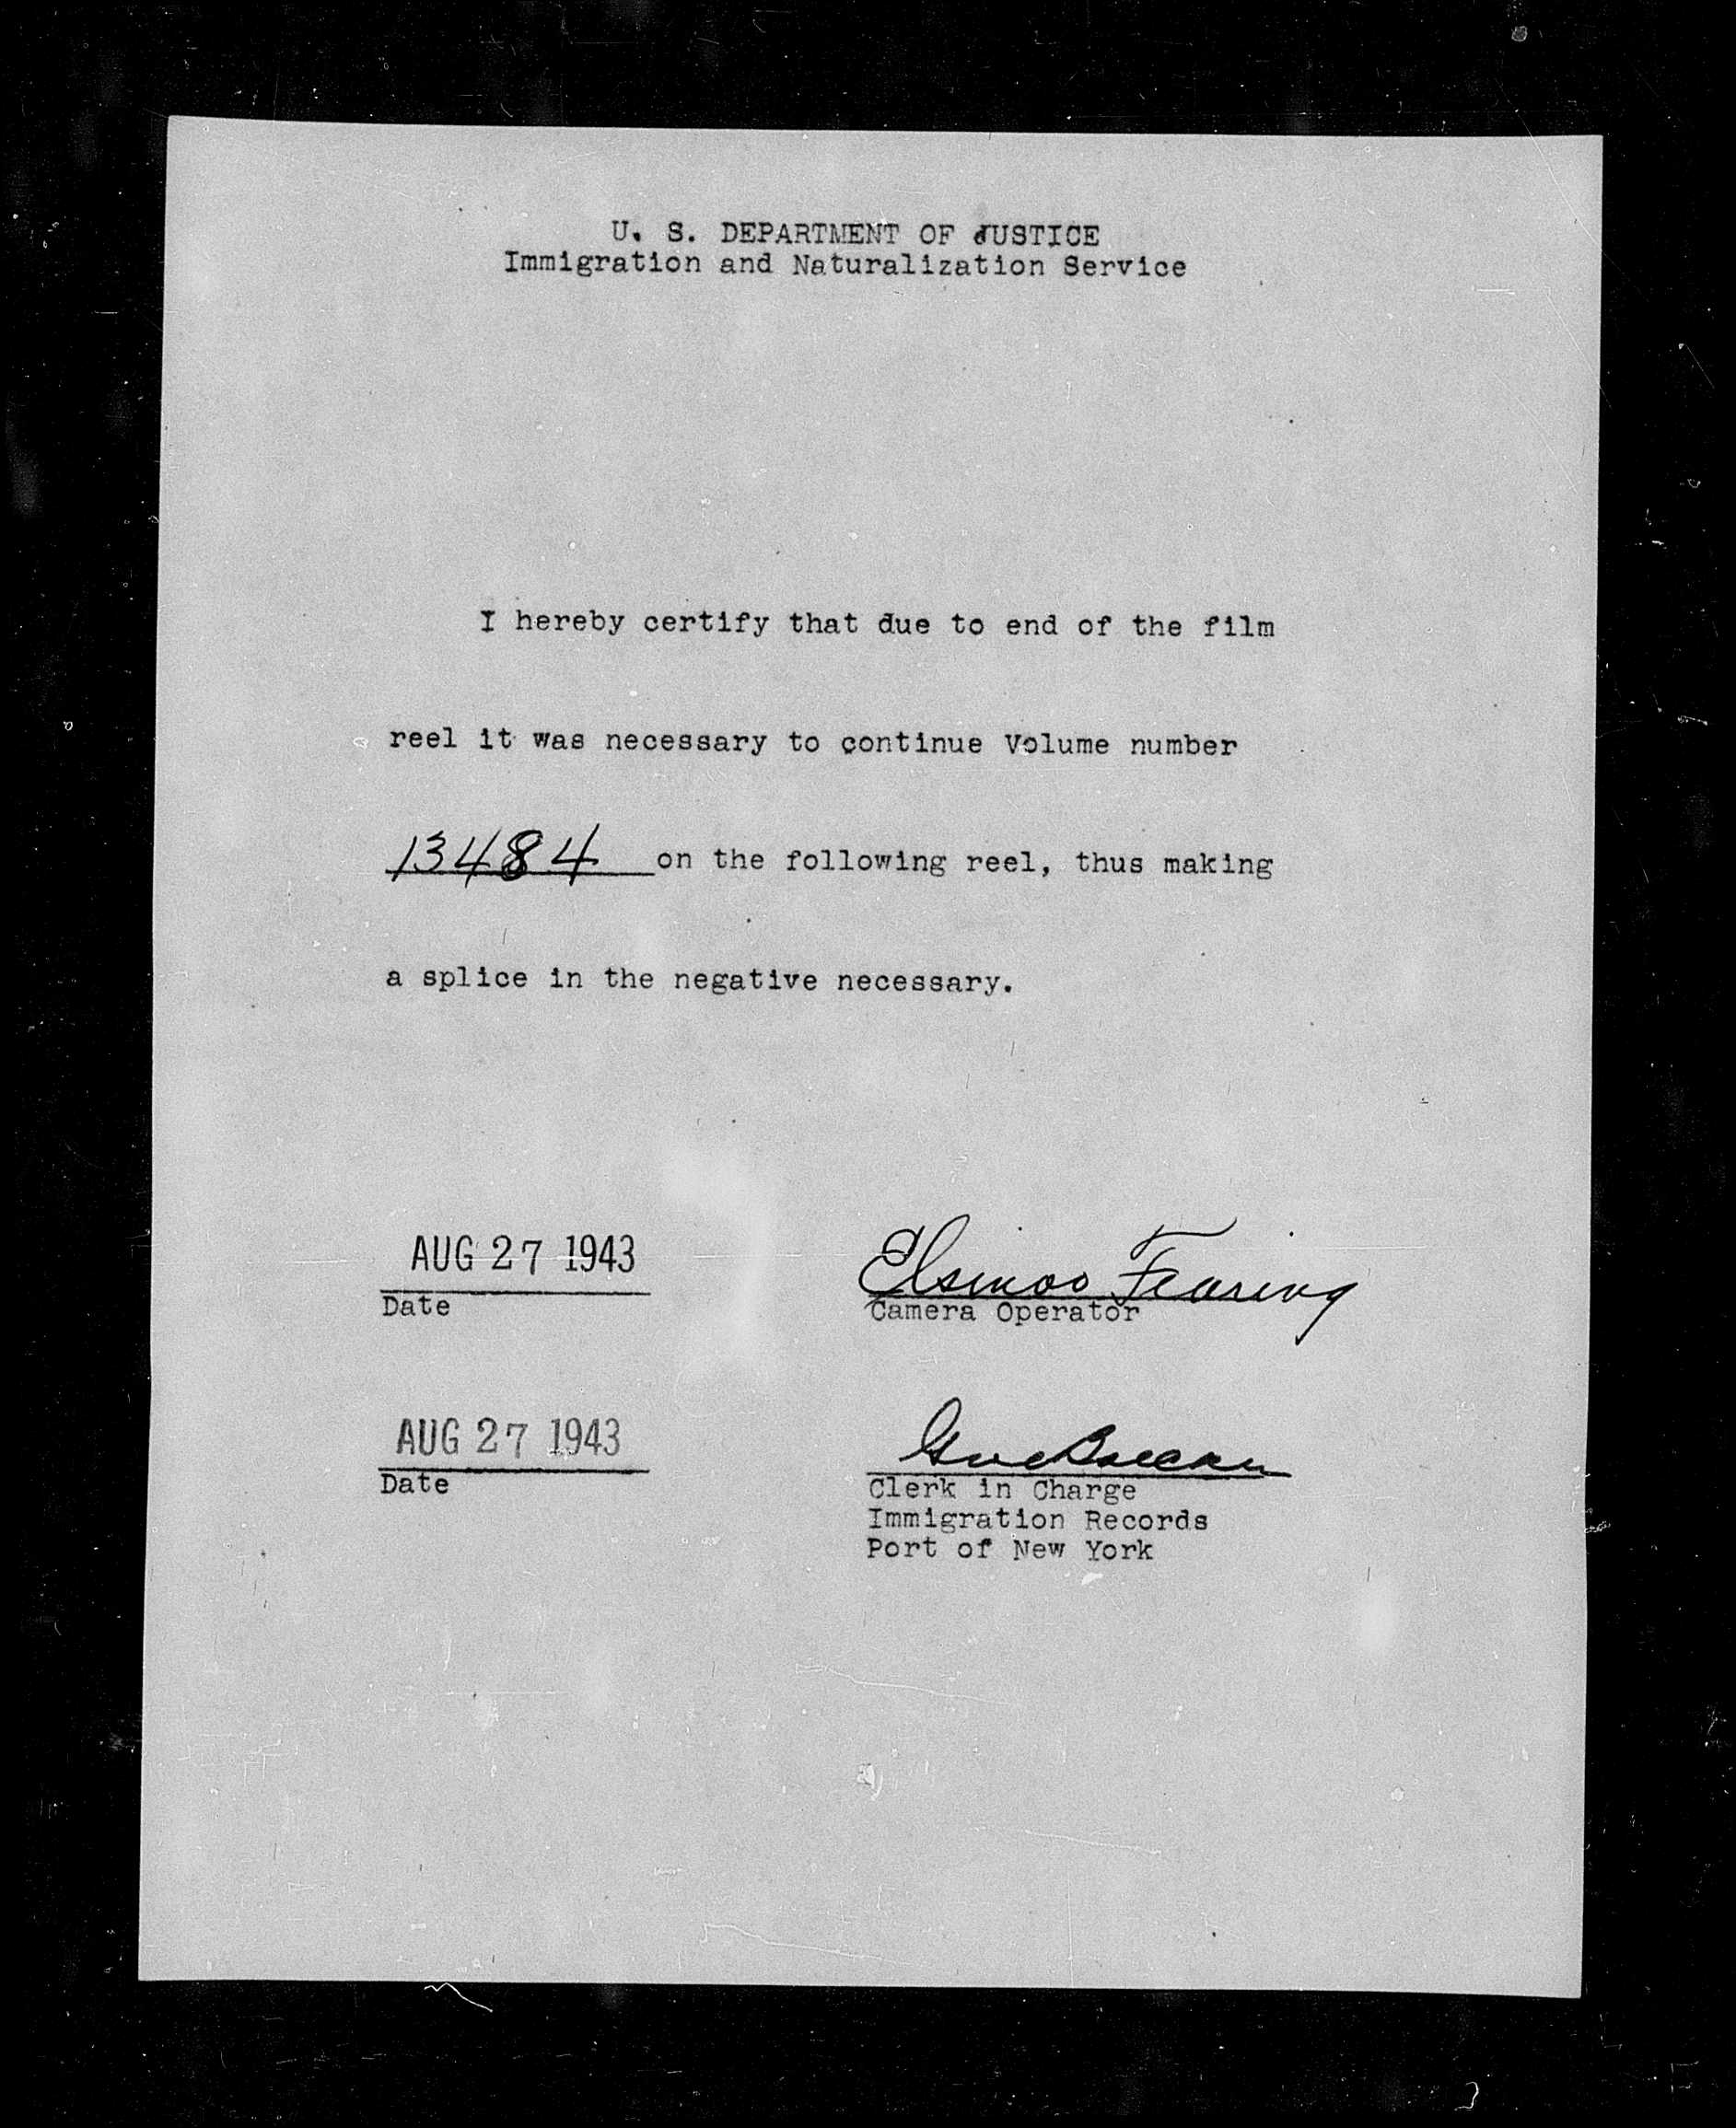 U. S. DEPARTMENT OF JUSTICE
Immigration and Naturalization Service
I hereby certify that due to end of the film
reel it was necessary to continue Volume number
13484 on the following reel, thus making
a splice in the negative necessary.
AUG 27 1943
Date
Fearing
Camera Operator
AUG 27 1943
Date
Clerk in Charge
Immigration Records
Port of New York